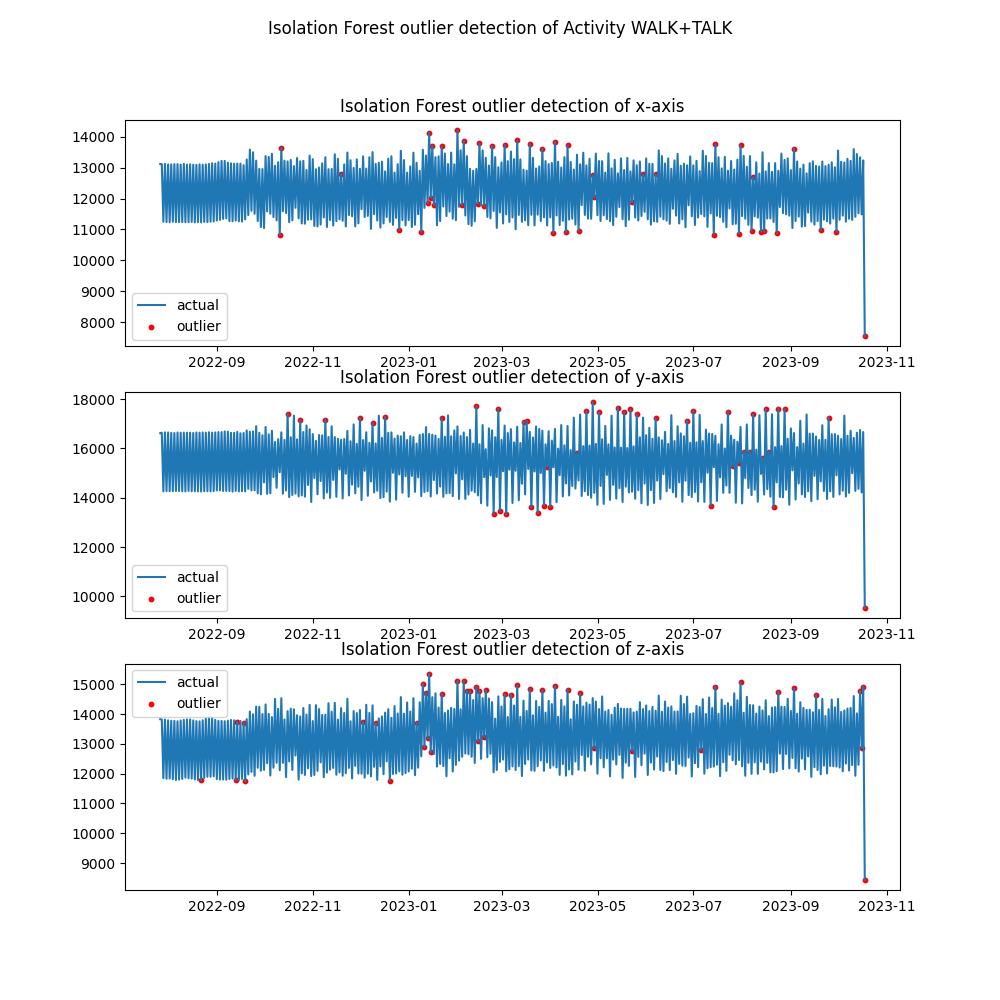 Isolation Forest outlier detection of Activity WALK+TALK
Isolation Forest outlier detection of x-axis
14000
13000
12000
11000
10000
9000
8000
actual
outlier
2022-09 2022-11 2023-01 2023-03 2023-05 2023-07 2023-09 2023-11
Isolation Forest outlier detection of y-axis
18000
16000
14000
12000
10000
actual
outlier
2022-09 2022-11 2023-01 2023-03 2023-05 2023-07 2023-09 2023-11
Isolation Forest outlier detection of z-axis
15000
14000
13000
12000
11000
10000
9000
actual
outlier
2022-09 2022-11 2023-01 2023-03 2023-05 2023-07 2023-09 2023-11